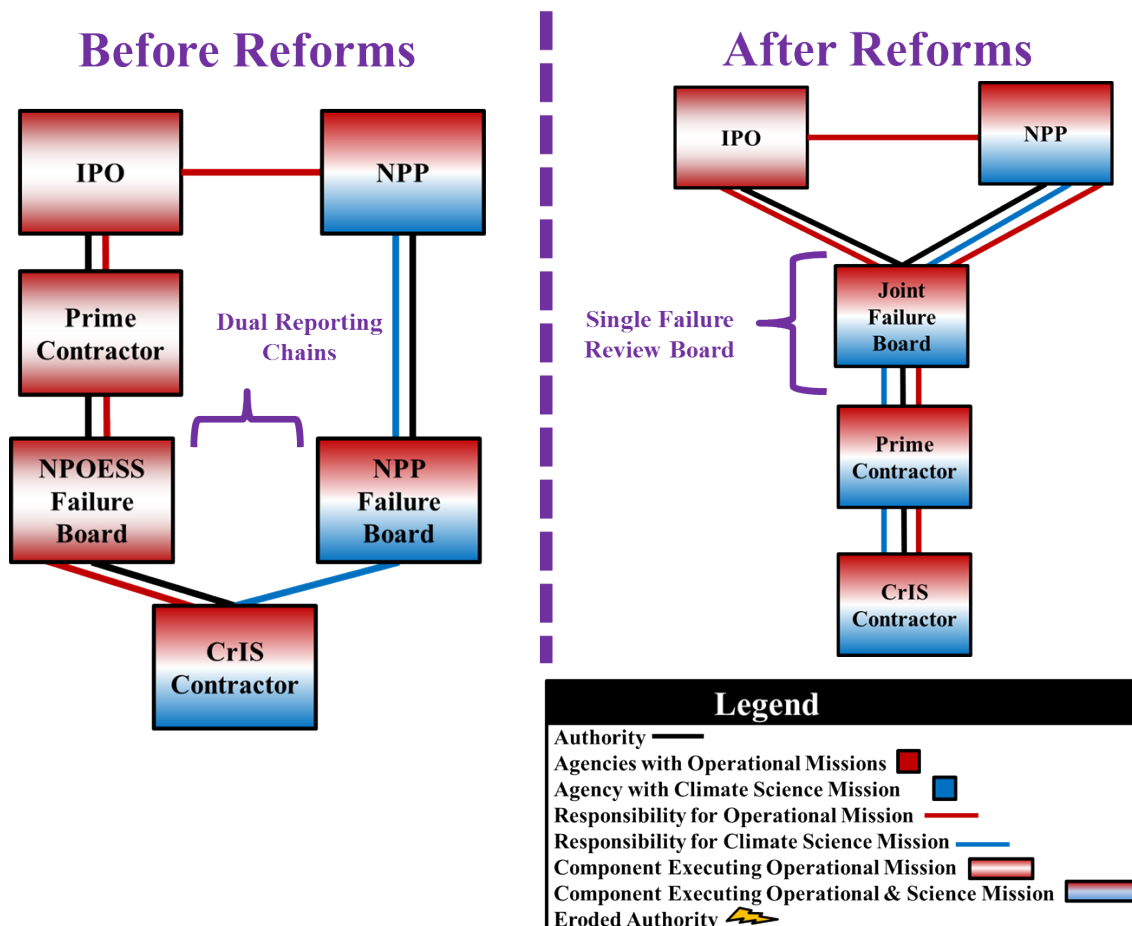 Before Reforms
After Reforms
IPO
NPP
Prime
Contractor
Dual Reporting
Chains
NPOESS
Failure
Board
NPP
Failure
Board
CrIS
Contractor
IPO
NPP
Single Failure
Review Board
Joint
Failure
Board
Prime
Contractor
CrIS
Contractor
Legend
Authority
Agencies with Operational Missions
Agency with Climate Science Mission
Responsibility for Operational Mission
Responsibility for Climate Science Mission
Component Executing Operational Mission
Component Executing Operational & Science Mission
Eroded Authority